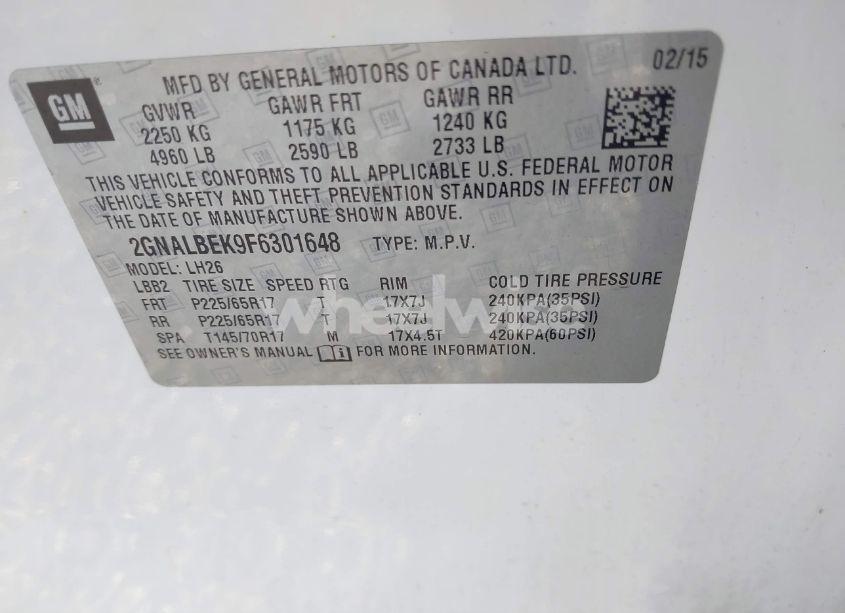 GM
MFD BY GENERAL MOTORS OF CANADA LTD. 02/15
GVWR GAWR FRT GAWR RR
2250 KG 1175 KG 1240 KG
4960 LB 2590 LB 2733 LB
THIS VEHICLE CONFORMS TO ALL APPLICABLE U.S. FEDERAL MOTOR
VEHICLE SAFETY AND THEFT PREVENTION STANDARDS IN EFFECT ON
THE DATE OF MANUFACTURE SHOWN ABOVE.
2GNALBEK9F6301648 TYPE: M.P.V.
MODEL: LH26
LBB2 TIRE SIZE SPEED RTG RIM COLD TIRE PRESSURE
FRT P225/65R17 T 17X7J 240KPA(35PSI)
RR P225/65R17 T 17X7J 240KPA(35PSI)
SPA T145/70R17 M 17X4.5T 420KPA(60PSI)
SEE OWNER'S MANUAL i FOR MORE INFORMATION.